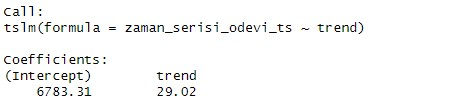 Call:
tslm(formula = zaman_serisi_odevi_ts ~ trend)
Coefficients:
(Intercept) trend
6783.31 29.02